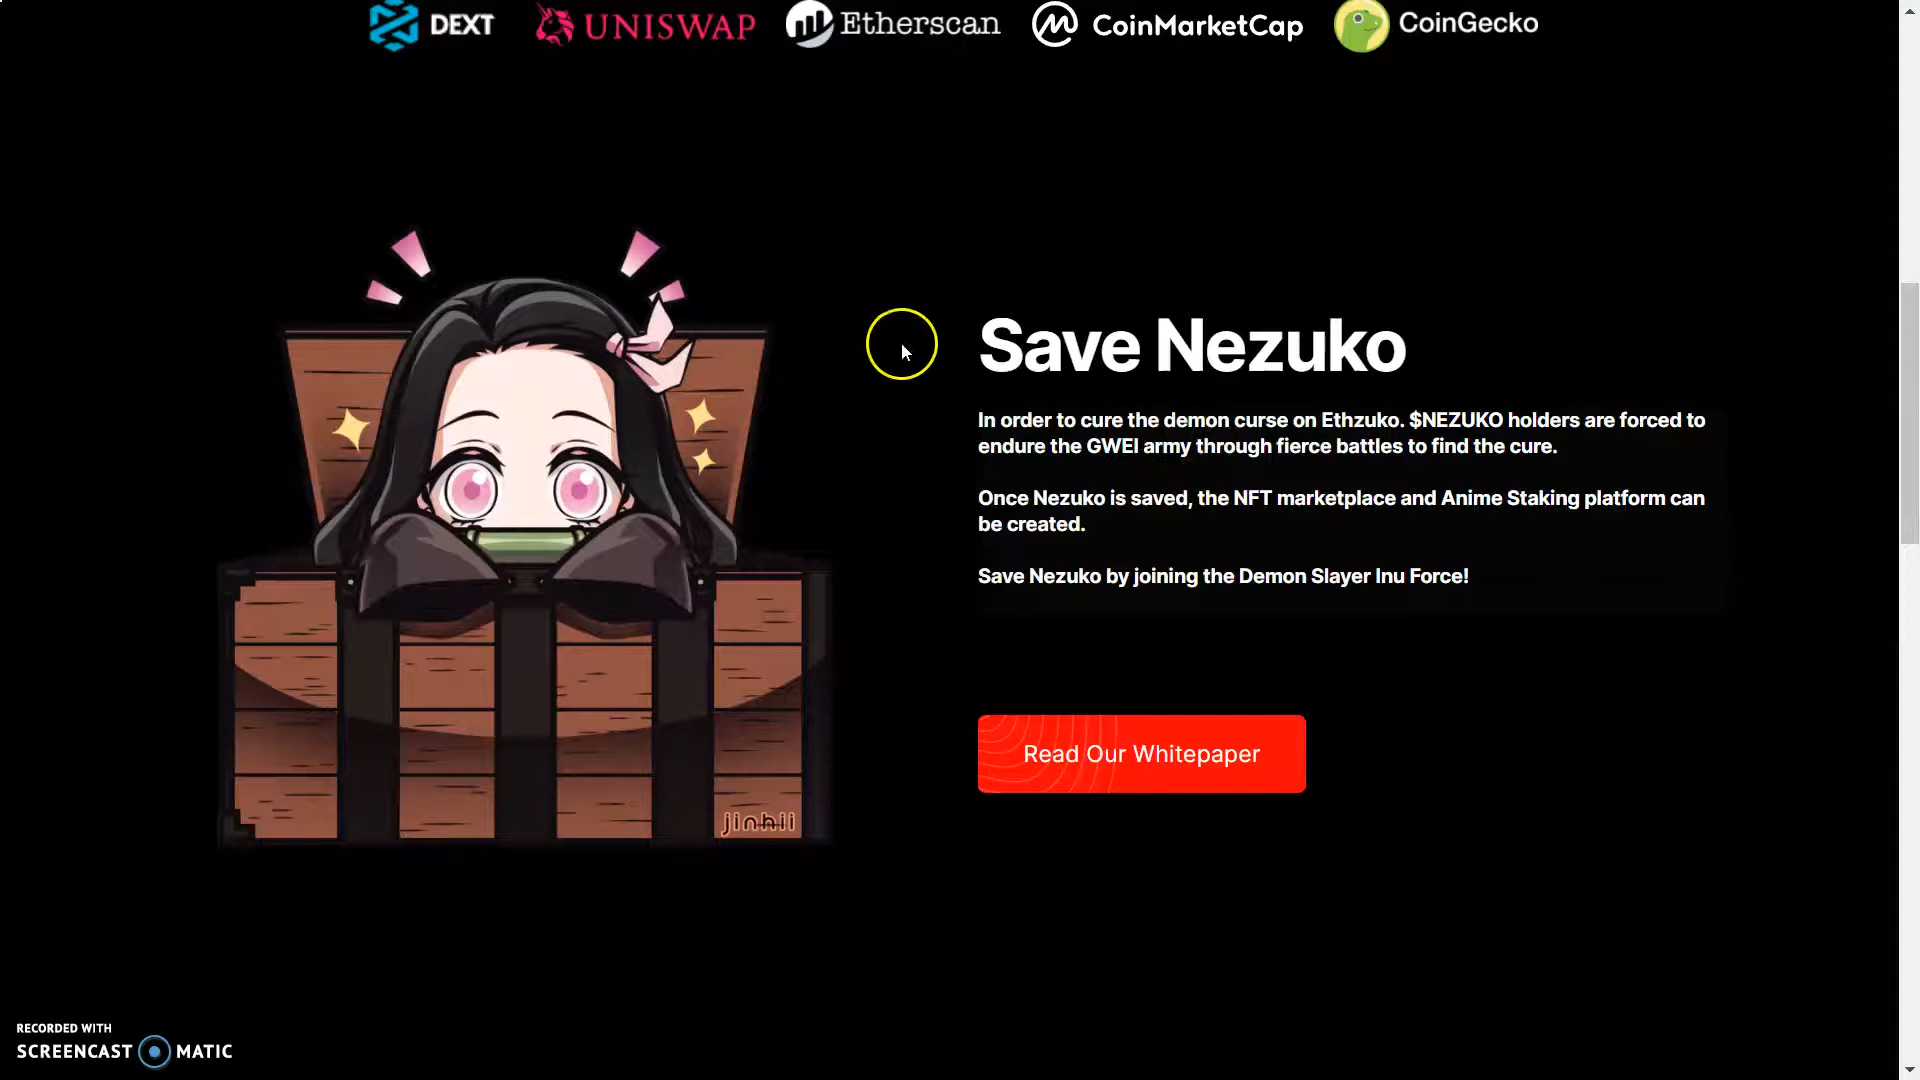 DEXT UNISWAP Etherscan CoinMarketCap CoinGecko
Save Nezuko
In order to cure the demon curse on Ethzuko. $NEZUKO holders are forced to
endure the GWEI army through fierce battles to find the cure.
Once Nezuko is saved, the NFT marketplace and Anime Staking platform can
be created.
Save Nezuko by joining the Demon Slayer Inu Force!
Read Our Whitepaper
jinhii
RECORDED WITH
SCREENCAST MATIC